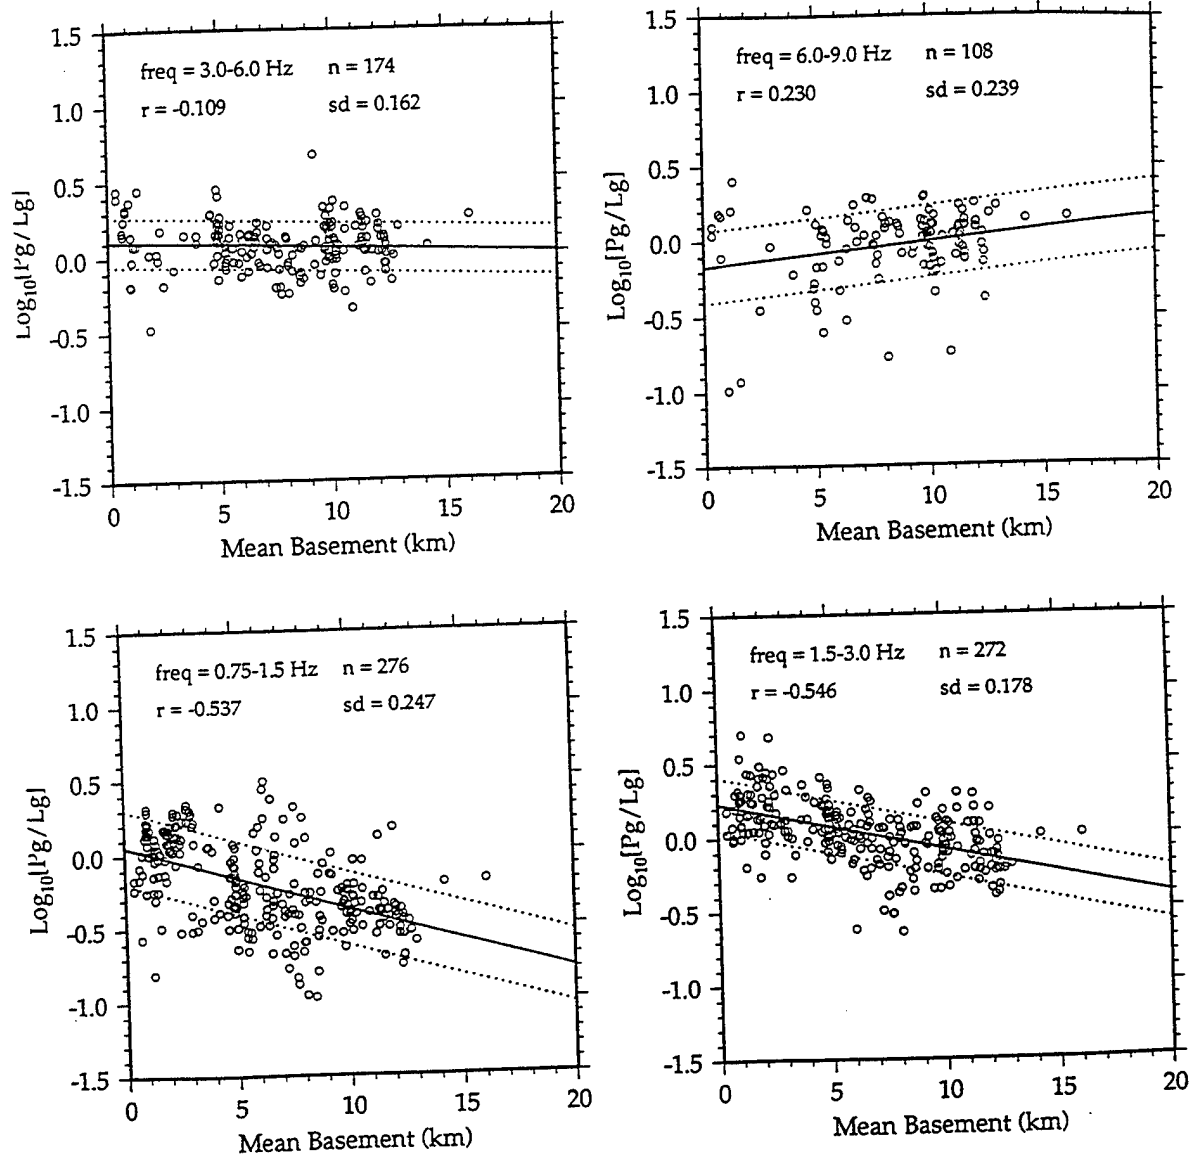 freq = 3.0-6.0 Hz n = 174
r = -0.109 sd = 0.162
1.5
1.0
0.5
0.0
-0.5
-1.0
-1.5
Log10[Pg/Lg]
0 5 10 15 20
Mean Basement (km)
freq = 6.0-9.0 Hz n = 108
r = 0.230 sd = 0.239
1.5
1.0
0.5
0.0
-0.5
-1.0
-1.5
Log10[Pg/Lg]
0 5 10 15 20
Mean Basement (km)
freq = 0.75-1.5 Hz n = 276
r = -0.537 sd = 0.247
1.5
1.0
0.5
0.0
-0.5
-1.0
-1.5
Log10[Pg/Lg]
0 5 10 15 20
Mean Basement (km)
freq = 1.5-3.0 Hz n = 272
r = -0.546 sd = 0.178
1.5
1.0
0.5
0.0
-0.5
-1.0
-1.5
Log10[Pg/Lg]
0 5 10 15 20
Mean Basement (km)